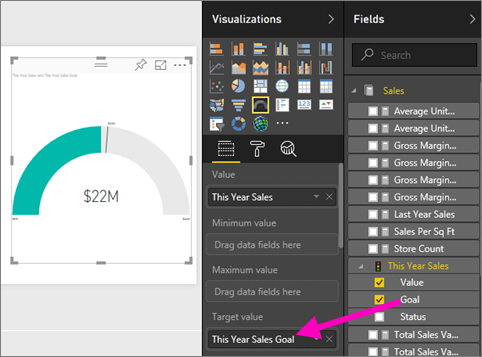 This Year Sales and This Year Sales Goal
$22M
Visualizations
123
R
Value
This Year Sales
Minimum value
Drag data fields here
Maximum value
Drag data fields here
Target value
This Year Sales Goal
Fields
Search
Sales
Average Unit...
Average Unit...
Gross Margin...
Gross Margin...
Gross Margin...
Gross Margin...
Last Year Sales
Sales Per Sq Ft
Store Count
This Year Sales
Value
Goal
Status
Total Sales Va...
Total Sales Va...